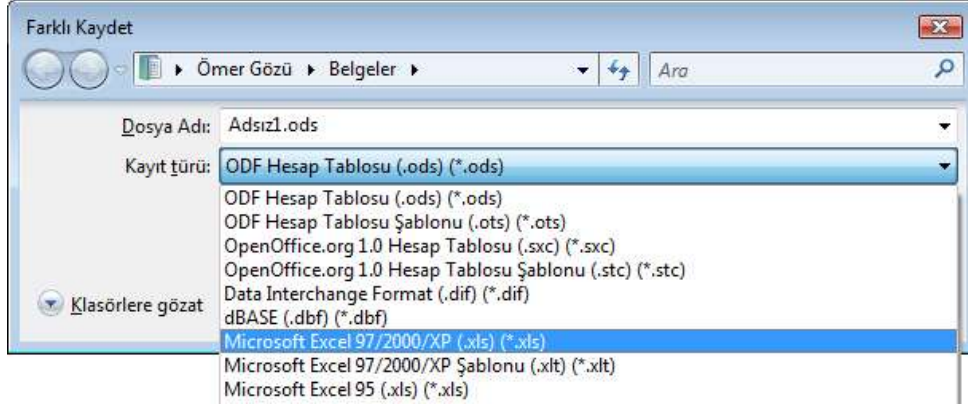 Farklı Kaydet
Ömer Gözü Belgeler Ara
Dosya Adı: Adsız1.ods
Kayıt türü: ODF Hesap Tablosu (.ods) (*.ods)
ODF Hesap Tablosu (.ods) (*.ods)
ODF Hesap Tablosu Şablonu (.ots) (*.ots)
OpenOffice.org 1.0 Hesap Tablosu (.sxc) (*.sxc)
OpenOffice.org 1.0 Hesap Tablosu Şablonu (.stc) (*.stc)
Data Interchange Format (.dif) (*.dif)
Klasörlere gözat
dBASE (.dbf) (*.dbf)
Microsoft Excel 97/2000/XP (.xls) (*.xls)
Microsoft Excel 97/2000/XP Şablonu (.xlt) (*.xlt)
Microsoft Excel 95 (.xls) (*.xls)